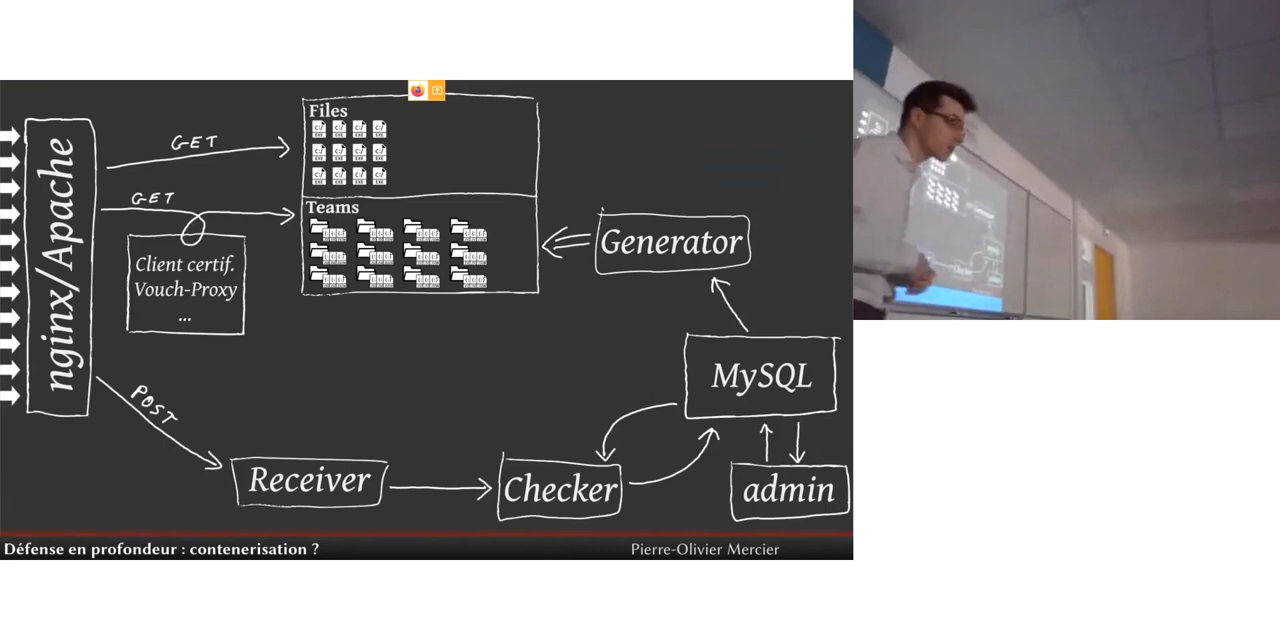 nginx/Apache
GET
GET
Client certif.
Vouch-Proxy
...
POST
Files
Teams
Generator
MySQL
Receiver
Checker
admin
Défense en profondeur : contenerisation ?
Pierre-Olivier Mercier